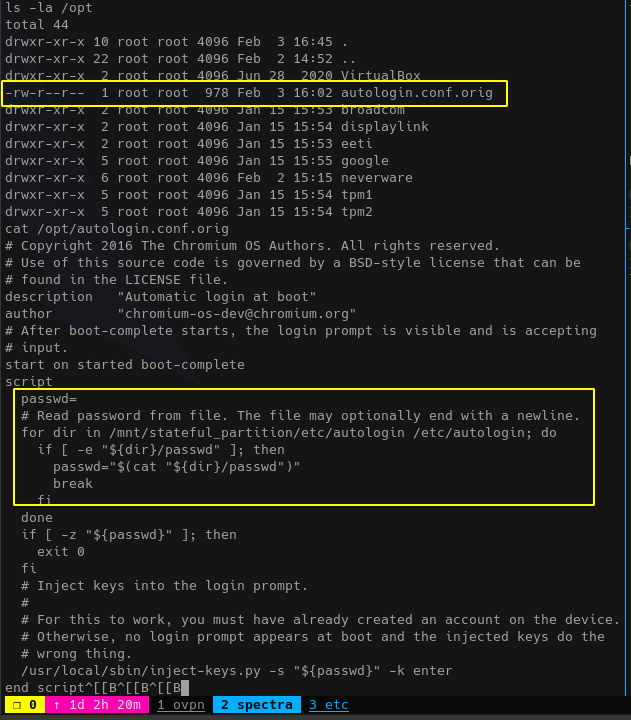 ls -la /opt
total 44
drwxr-xr-x 10 root root 4096 Feb  3 16:45 .
drwxr-xr-x 22 root root 4096 Feb  2 14:52 ..
drwxr-xr-x  2 root root 4096 Jun 28  2020 VirtualBox
-rw-r--r--  1 root root  978 Feb  3 16:02 autologin.conf.orig
drwxr-xr-x  2 root root 4096 Jan 15 15:53 broadcom
drwxr-xr-x  2 root root 4096 Jan 15 15:54 displaylink
drwxr-xr-x  2 root root 4096 Jan 15 15:53 eeti
drwxr-xr-x  5 root root 4096 Jan 15 15:55 google
drwxr-xr-x  6 root root 4096 Feb  2 15:15 neverware
drwxr-xr-x  5 root root 4096 Jan 15 15:54 tpm1
drwxr-xr-x  5 root root 4096 Jan 15 15:54 tpm2
cat /opt/autologin.conf.orig
# Copyright 2016 The Chromium OS Authors. All rights reserved.
# Use of this source code is governed by a BSD-style license that can be
# found in the LICENSE file.
description   "Automatic login at boot"
author        "chromium-os-dev@chromium.org"
# After boot-complete starts, the login prompt is visible and is accepting
# input.
start on started boot-complete
script
  passwd=
  # Read password from file. The file may optionally end with a newline.
  for dir in /mnt/stateful_partition/etc/autologin /etc/autologin; do
    if [ -e "${dir}/passwd" ]; then
      passwd="$(cat "${dir}/passwd")"
      break
    fi
  done
  if [ -z "${passwd}" ]; then
    exit 0
  fi
  # Inject keys into the login prompt.
  #
  # For this to work, you must have already created an account on the device.
  # Otherwise, no login prompt appears at boot and the injected keys do the
  # wrong thing.
  /usr/local/sbin/inject-keys.py -s "${passwd}" -k enter
end script^[[B^[[B^[[B
❐ 0 ↑ 1d 2h 20m 1 ovpn 2 spectra 3 etc